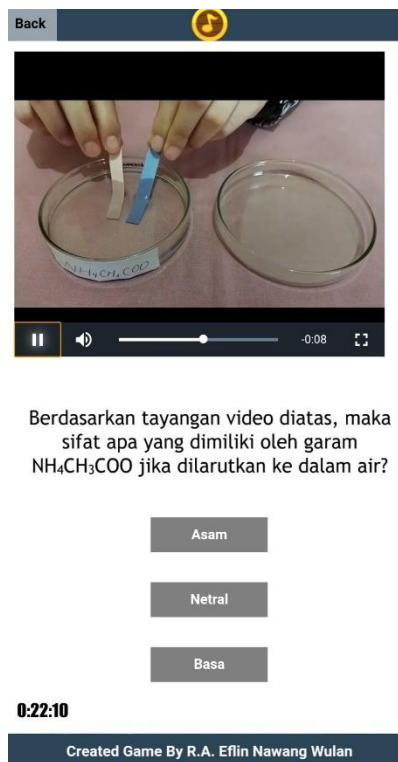 Back
NH₄CH₃COO
-0:08
Berdasarkan tayangan video diatas, maka
sifat apa yang dimiliki oleh garam
NH₄CH₃COO jika dilarutkan ke dalam air?
Asam
Netral
Basa
0:22:10
Created Game By R.A. Eflin Nawang Wulan